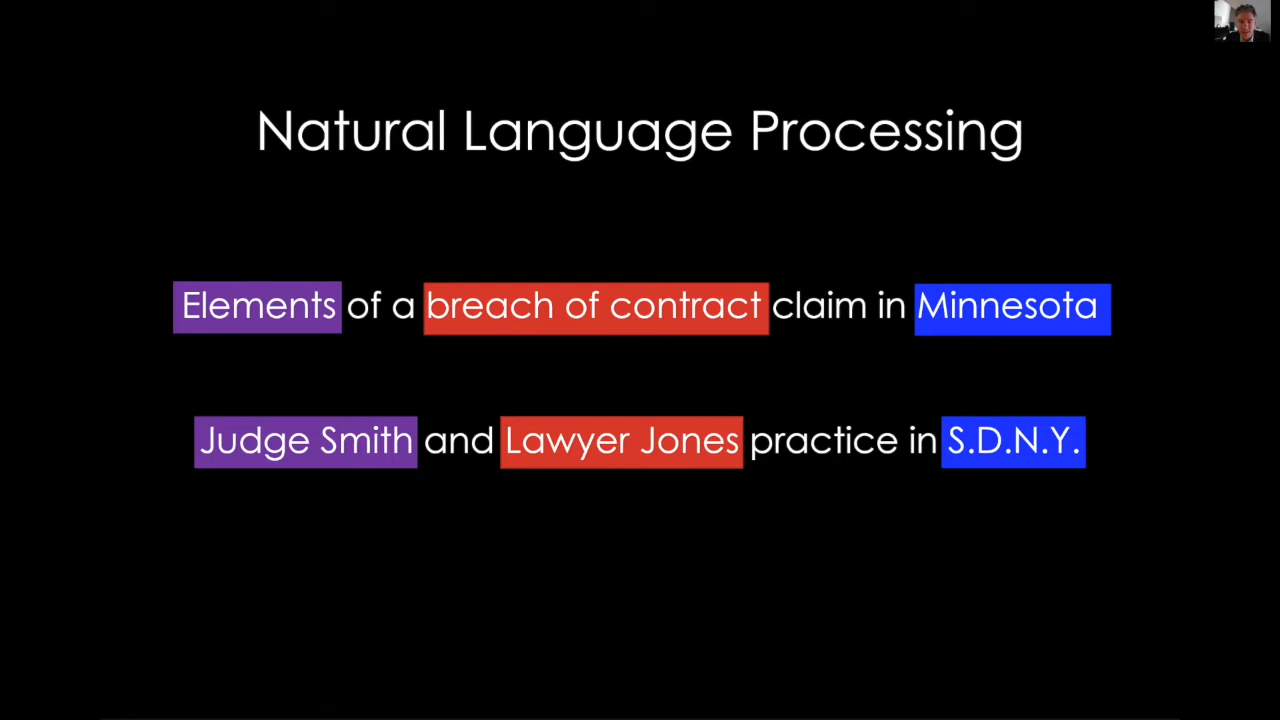 Natural Language Processing
Elements of a breach of contract claim in Minnesota
Judge Smith and Lawyer Jones practice in S.D.N.Y.